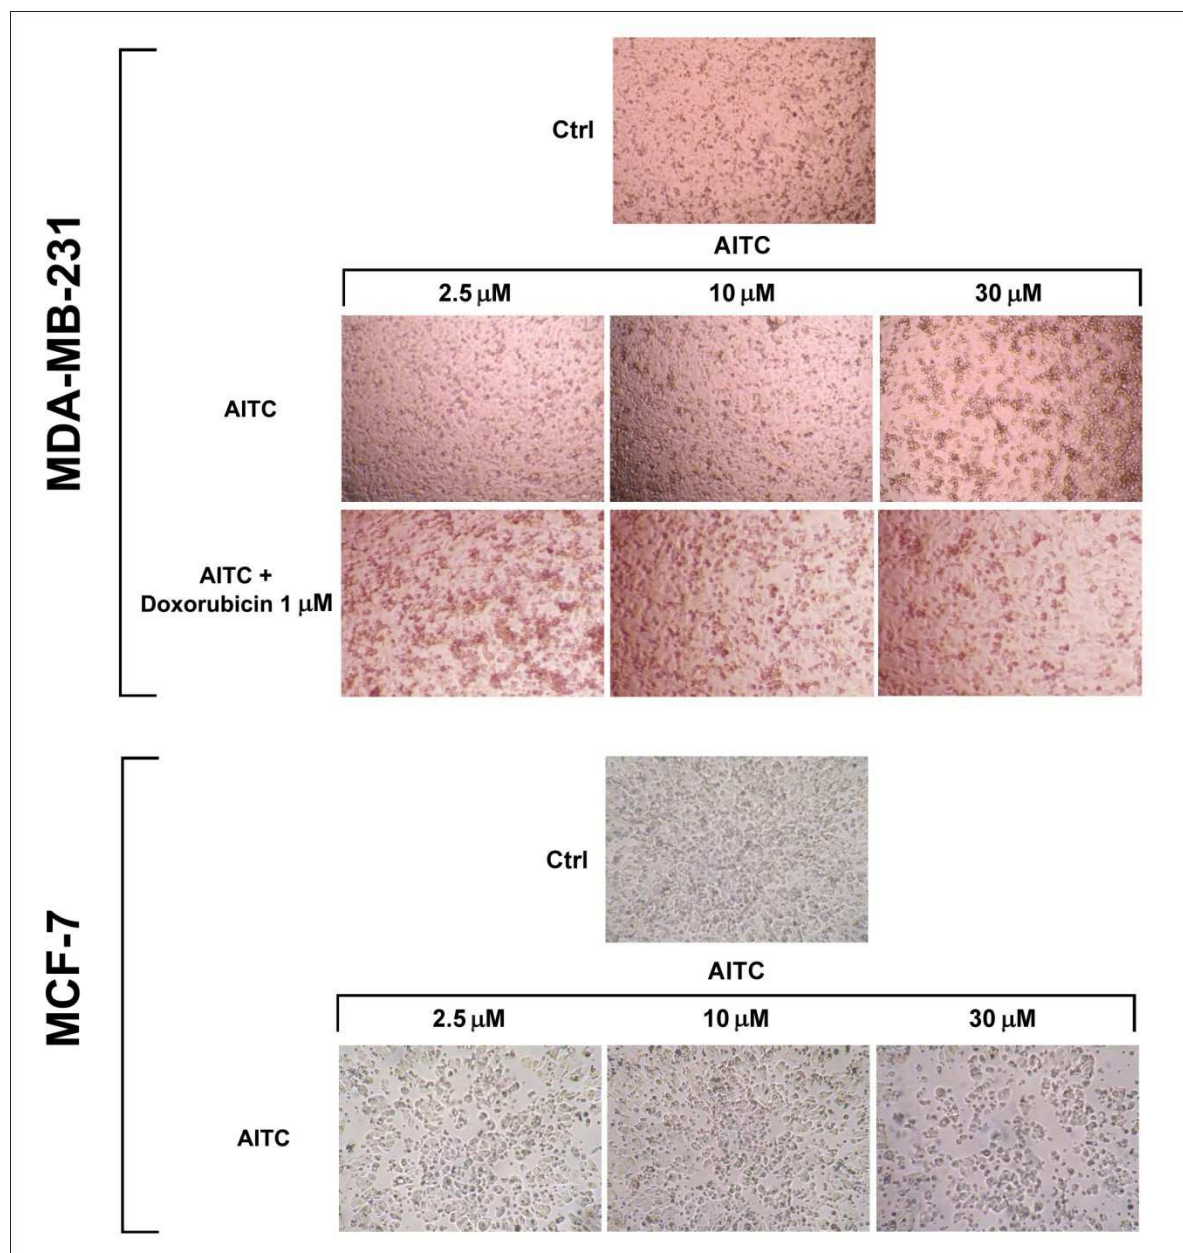 MDA-MB-231
Ctrl
AITC
2.5 μM 10 μM 30 μM
AITC
AITC +
Doxorubicin 1 μM
MCF-7
Ctrl
AITC
2.5 μM 10 μM 30 μM
AITC